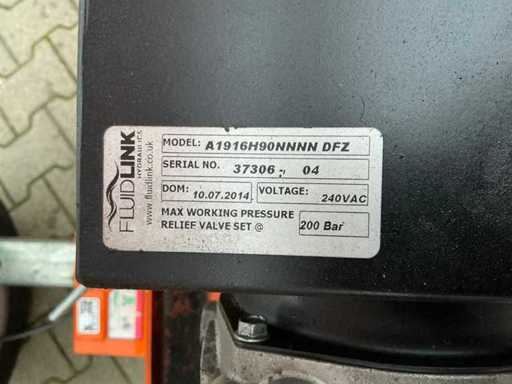 FLUIDLINK
HYDRAULICS
www.fluidlink.co.uk
MODEL: A1916H90NNNN DFZ
SERIAL NO. 37306 - 04
DOM: 10.07.2014 VOLTAGE: 240VAC
MAX WORKING PRESSURE
RELIEF VALVE SET @ 200 Bar